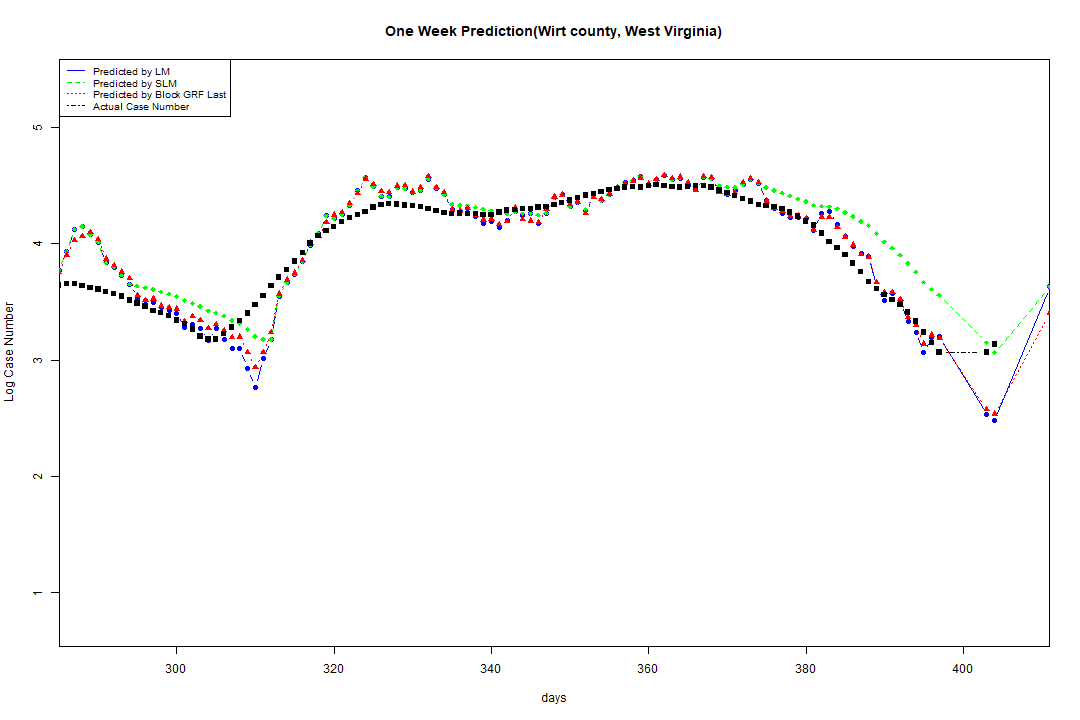 One Week Prediction(Wirt county, West Virginia)
Predicted by LM
Predicted by SLM
Predicted by Block GRF Last
Actual Case Number
5
4
3
2
1
Log Case Number
300
320
340
360
380
400
days